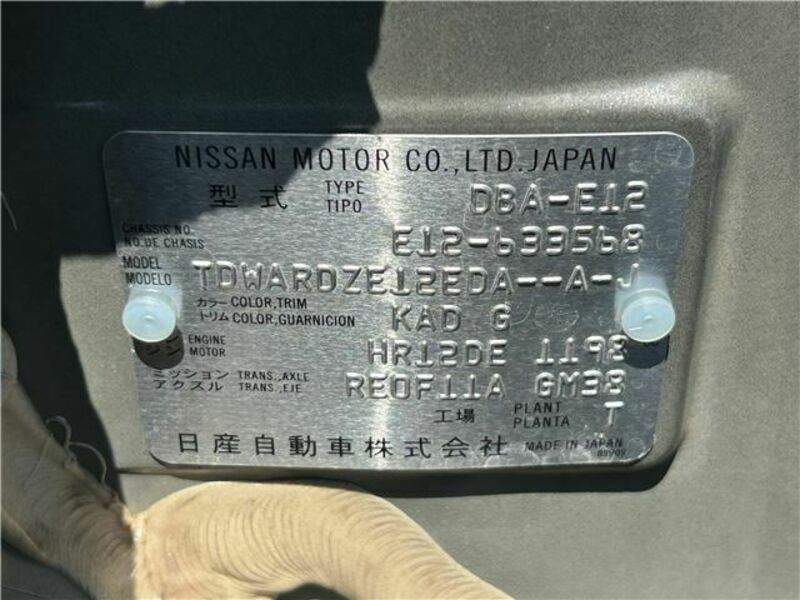 NISSAN MOTOR CO.,LTD.JAPAN
型式 TYPE TIPO DBA-E12
CHASSIS NO. NO.DE CHASIS E12-633568
MODEL MODELO TDWARDZE12EDA--A-J
カラー COLOR,TRIM
トリム COLOR,GUARNICION KAD G
ENGINE MOTOR HR12DE 1198
ミッション TRANS.,AXLE
アクスル TRANS.,EJE RE0F11A GM38
工場 PLANT PLANTA T
日産自動車株式会社 MADE IN JAPAN